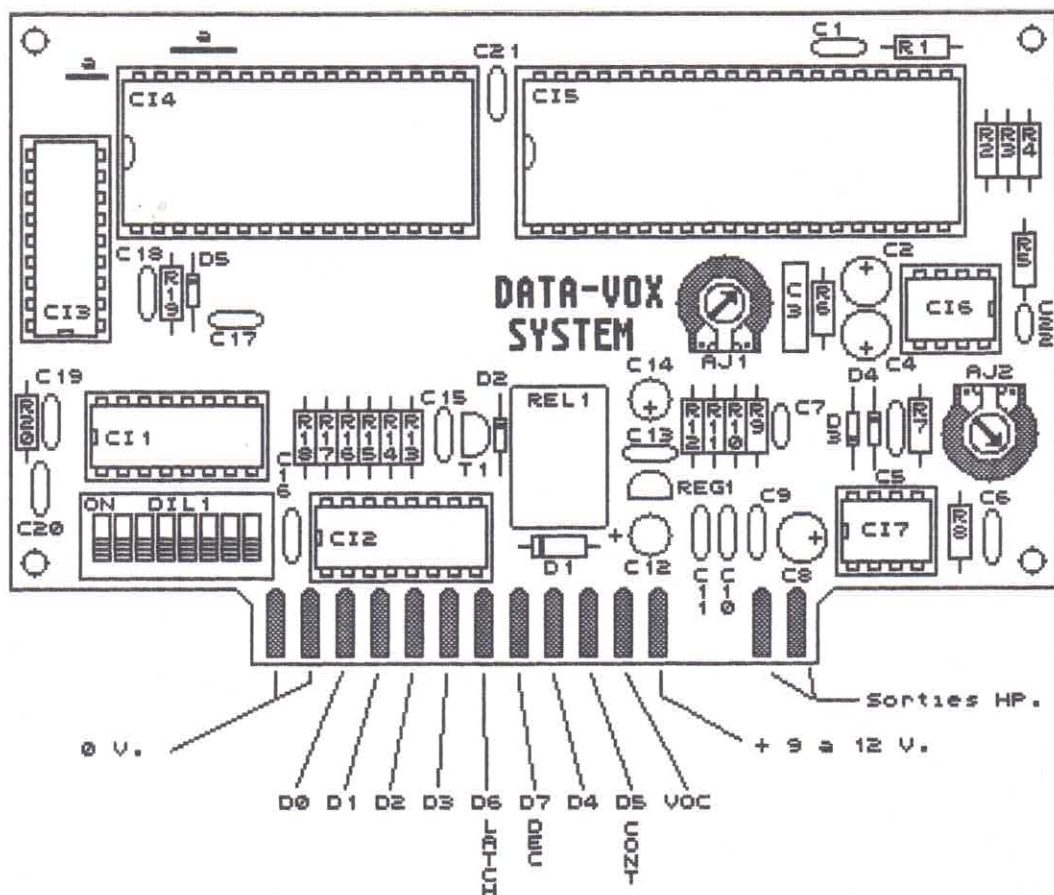 a
a
C21
C1
R1
CI4
CI5
R2
R3
R4
C18
D5
R19
CI3
C17
DATA-VOX
SYSTEM
AJ1
C3
R6
C2
C4
CI6
R5
C22
C19
R20
CI1
C20
R18
R17
R16
R15
R14
R13
C15
T1
D2
REL1
C14
C13
R12
R11
R10
R9
C7
D3
D4
C5
R7
AJ2
ON DIL1
C16
CI2
D1
REG1
+
C12
C11
C10
C9
C8
CI7
R8
C6
0 V.
D0 D1 D2 D3 D6 D7 D4 D5 VOC
LATCH
DEC
CONT
+ 9 a 12 V.
Sorties HP.